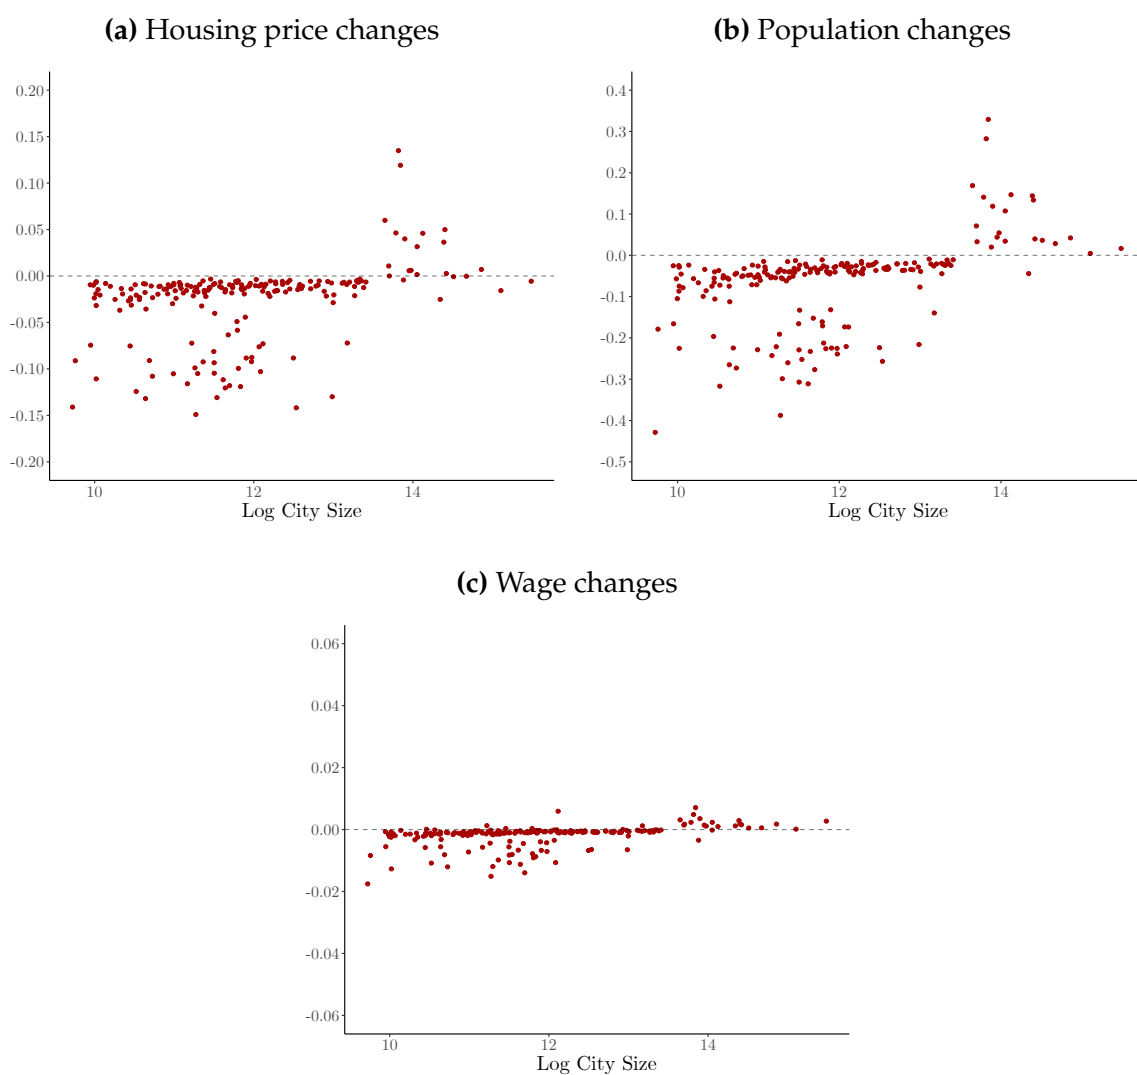 (a) Housing price changes
0.20
0.15
0.10
0.05
0.00
-0.05
-0.10
-0.15
-0.20
10 12 14
Log City Size
(b) Population changes
0.4
0.3
0.2
0.1
0.0
-0.1
-0.2
-0.3
-0.4
-0.5
10 12 14
Log City Size
(c) Wage changes
0.06
0.04
0.02
0.00
-0.02
-0.04
-0.06
10 12 14
Log City Size